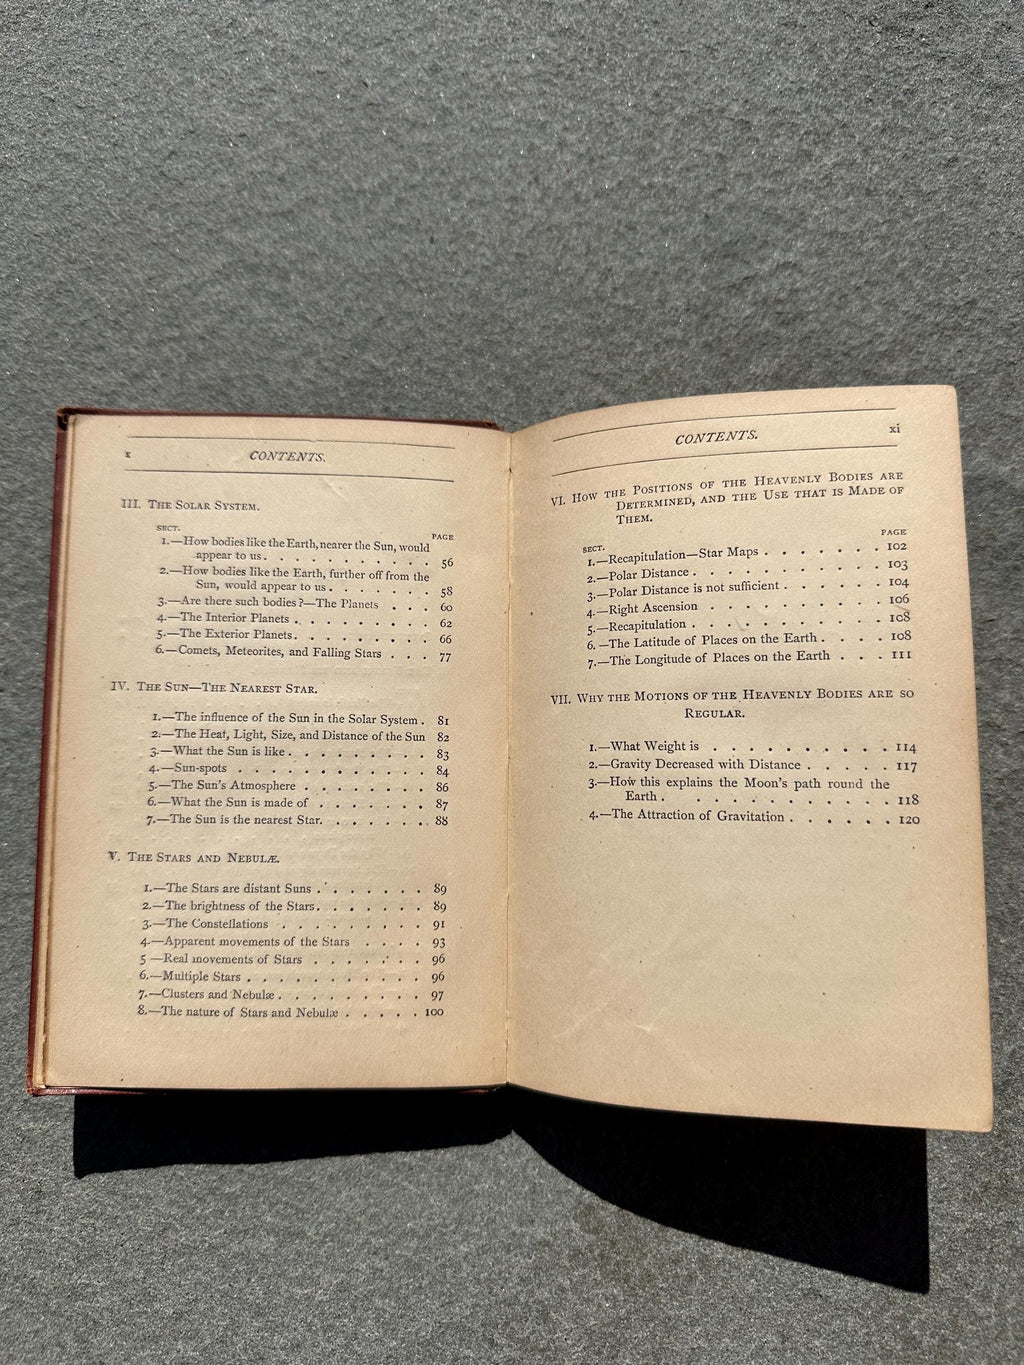 x CONTENTS.
III. THE SOLAR SYSTEM.
SECT.
PAGE
1.—How bodies like the Earth, nearer the Sun, would
appear to us . . . . . . . . . . . 56
2.—How bodies like the Earth, further off from the
Sun, would appear to us . . . . . . . 58
3.—Are there such bodies?—The Planets . . . 60
4.—The Interior Planets . . . . . . . . . 62
5.—The Exterior Planets . . . . . . . . . 66
6.—Comets, Meteorites, and Falling Stars . . . 77
IV. THE SUN—THE NEAREST STAR.
1.—The influence of the Sun in the Solar System . 81
2.—The Heat, Light, Size, and Distance of the Sun 82
3.—What the Sun is like . . . . . . . . . 83
4.—Sun-spots . . . . . . . . . . . . 84
5.—The Sun's Atmosphere . . . . . . . . 86
6.—What the Sun is made of . . . . . . . 87
7.—The Sun is the nearest Star. . . . . . . . 88
V. THE STARS AND NEBULÆ.
1.—The Stars are distant Suns . . . . . . . 89
2.—The brightness of the Stars . . . . . . . 89
3.—The Constellations . . . . . . . . . 91
4.—Apparent movements of the Stars . . . . 93
5—Real movements of Stars . . . . . . 96
6.—Multiple Stars . . . . . . . . . . . 96
7.—Clusters and Nebulæ . . . . . . . . . 97
8.—The nature of Stars and Nebulæ . . . . . 100
CONTENTS. xi
VI. HOW THE POSITIONS OF THE HEAVENLY BODIES ARE
DETERMINED, AND THE USE THAT IS MADE OF
THEM.
PAGE
SECT.
1.—Recapitulation—Star Maps . . . . . . . 102
2.—Polar Distance . . . . . . . . . . . 103
3.—Polar Distance is not sufficient . . . . . . 104
4.—Right Ascension . . . . . . . . . . 106
5.—Recapitulation . . . . . . . . . . . 108
6.—The Latitude of Places on the Earth . . . . 108
7.—The Longitude of Places on the Earth . . . 111
VII. WHY THE MOTIONS OF THE HEAVENLY BODIES ARE SO
REGULAR.
1.—What Weight is . . . . . . . . . . 114
2.—Gravity Decreased with Distance . . . . . 117
3.—How this explains the Moon's path round the
Earth . . . . . . . . . . . . 118
4.—The Attraction of Gravitation . . . . . . 120